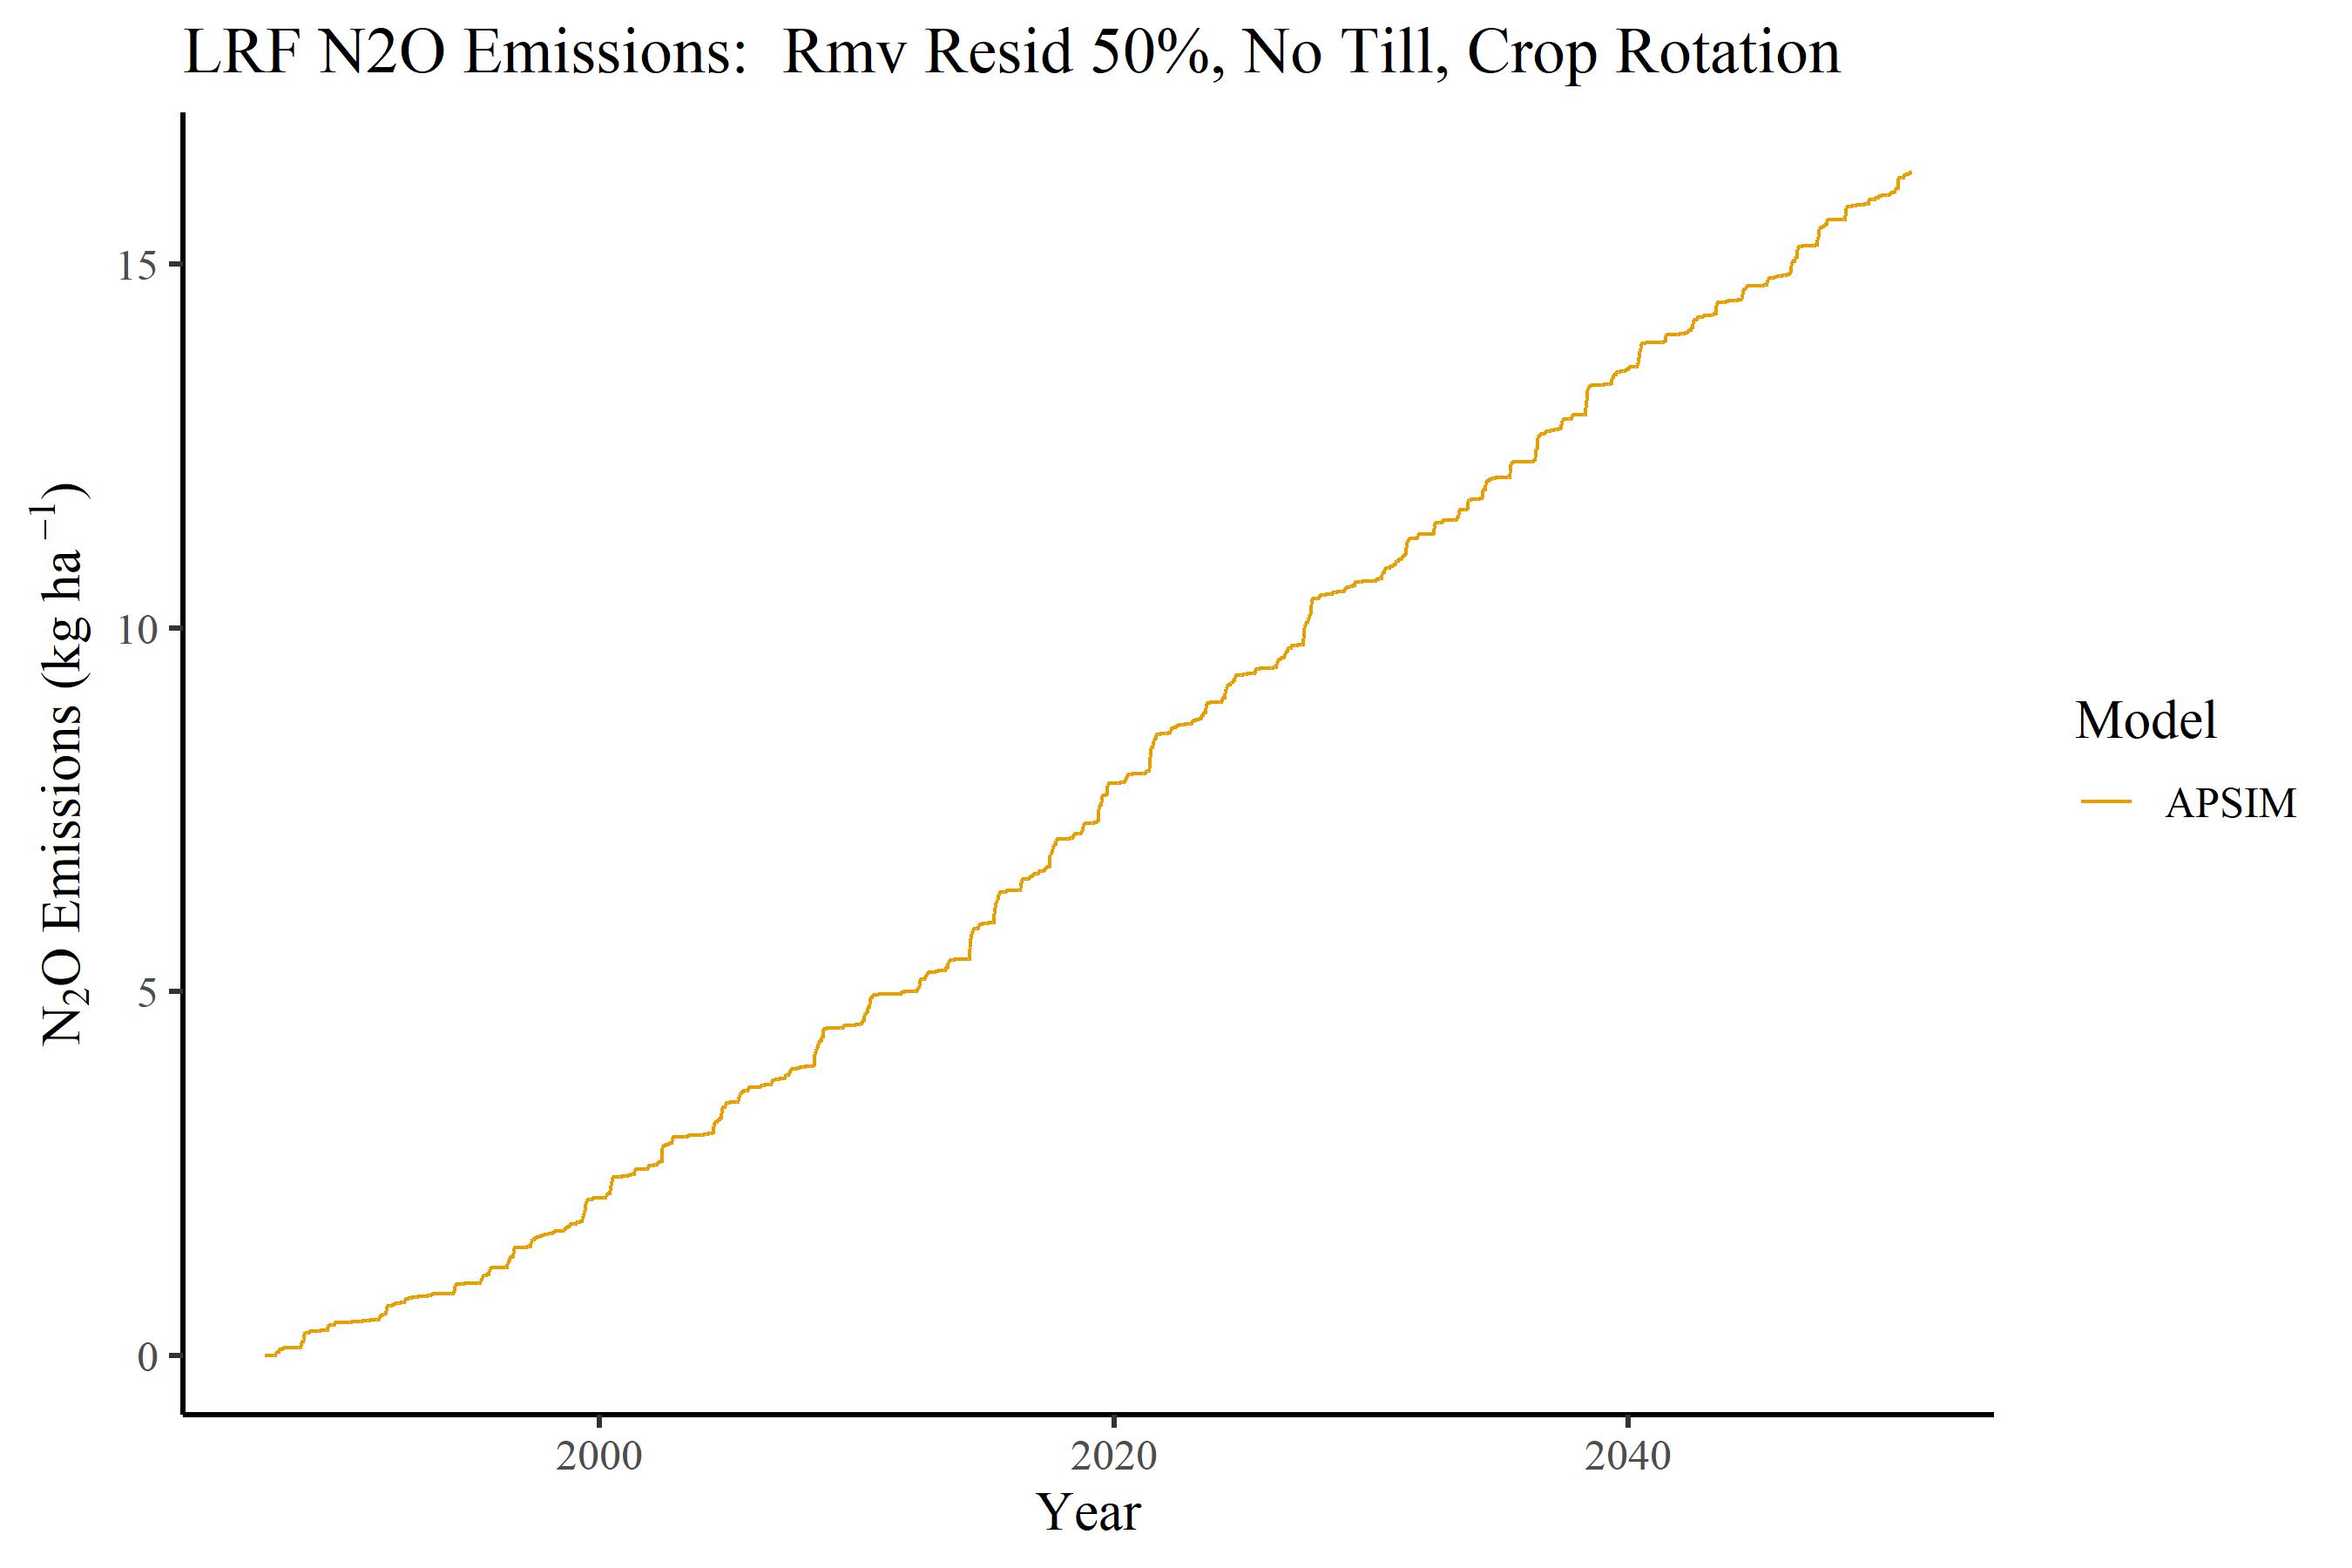 LRF N2O Emissions:  Rmv Resid 50%, No Till, Crop Rotation
N₂O Emissions (kg ha⁻¹)
15
10
5
0
2000
2020
2040
Year
Model
APSIM